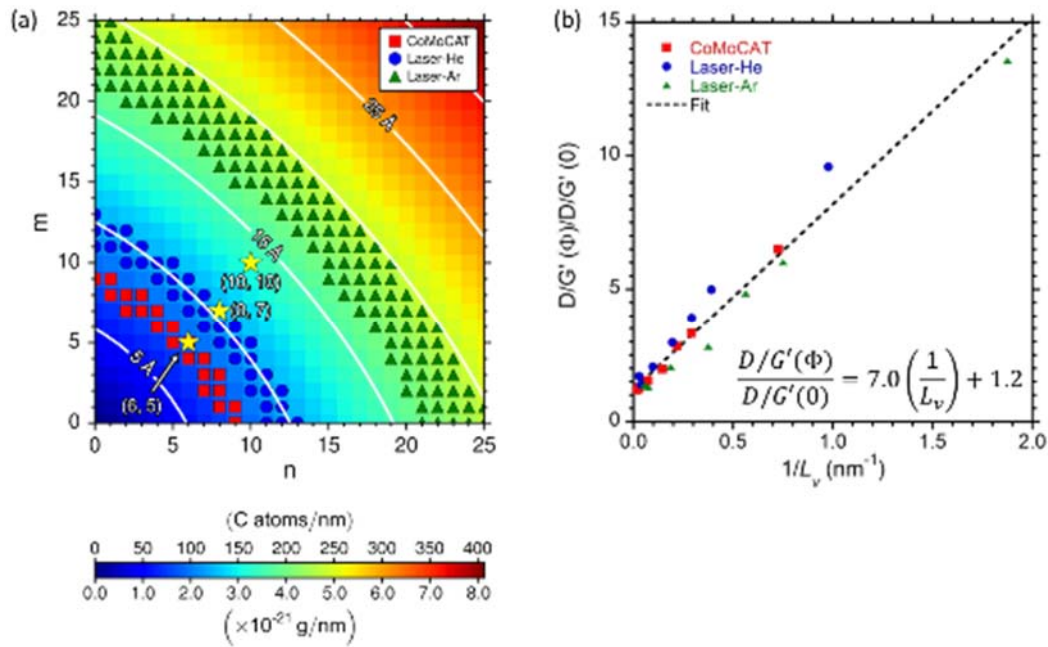 (a)
25
20
15
10
5
0
m
0 5 10 15 20 25
n
CoMoCAT
Laser-He
Laser-Ar
25 Å
15 Å
(10, 10)
(8, 7)
5 Å
(6, 5)
(C atoms/nm)
0 50 100 150 200 250 300 350 400
0.0 1.0 2.0 3.0 4.0 5.0 6.0 7.0 8.0
(×10⁻²¹ g/nm)
(b)
15
10
5
0
D/G' (Φ)/D/G' (0)
CoMoCAT
Laser-He
Laser-Ar
Fit
D/G'(Φ)/D/G'(0) = 7.0 (1/Lᵥ) + 1.2
0.0 0.5 1.0 1.5 2.0
1/Lᵥ (nm⁻¹)